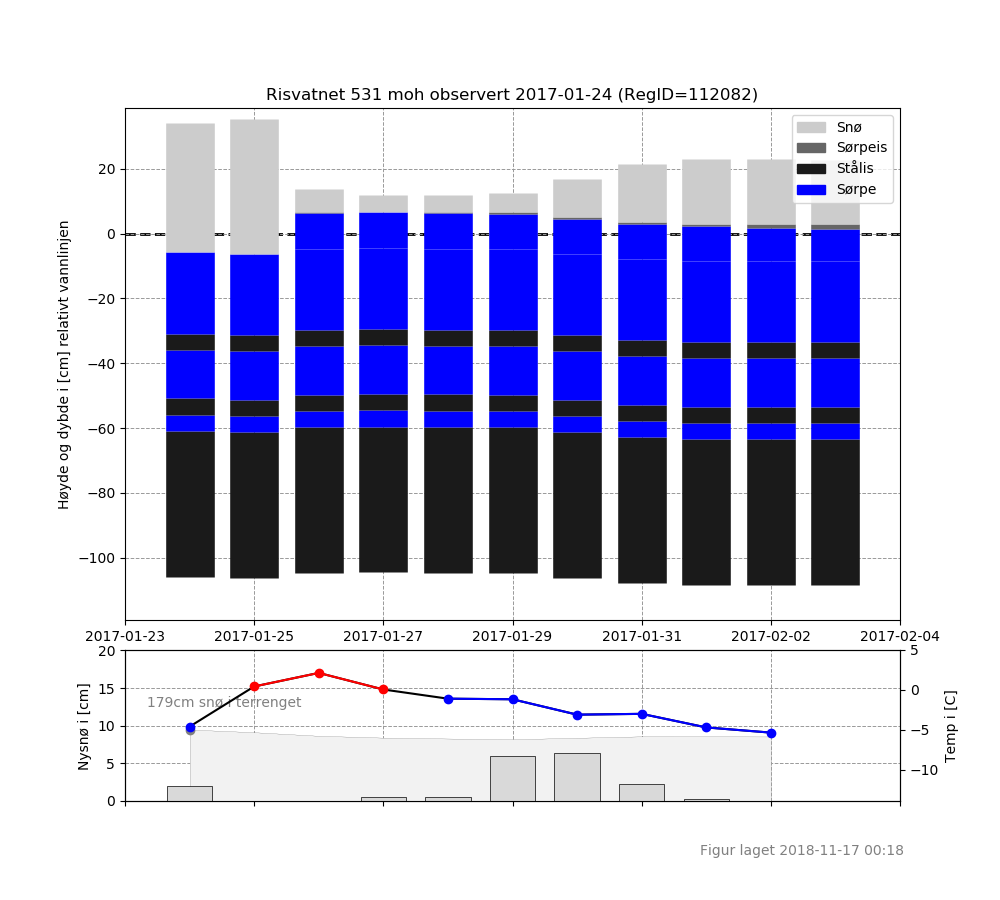 Risvatnet 531 moh observert 2017-01-24 (RegID=112082)
Snø
Sørpeis
Stålis
Sørpe
Høyde og dybde i [cm] relativt vannlinjen
20
0
−20
−40
−60
−80
−100
2017-01-23 2017-01-25 2017-01-27 2017-01-29 2017-01-31 2017-02-02 2017-02-04
Nysnø i [cm]
20
15
10
5
0
179cm snø i terrenget
5
0
−5
−10
Temp i [C]
Figur laget 2018-11-17 00:18